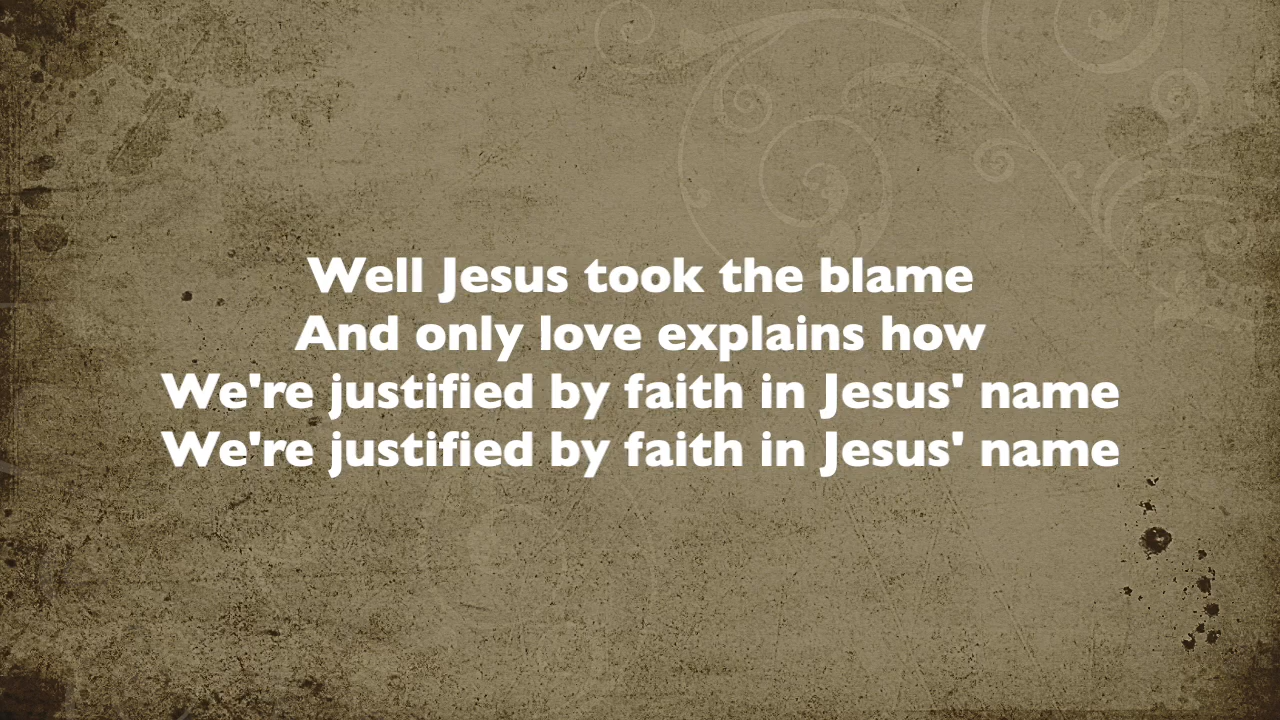 Well Jesus took the blame
And only love explains how
We're justified by faith in Jesus' name
We're justified by faith in Jesus' name